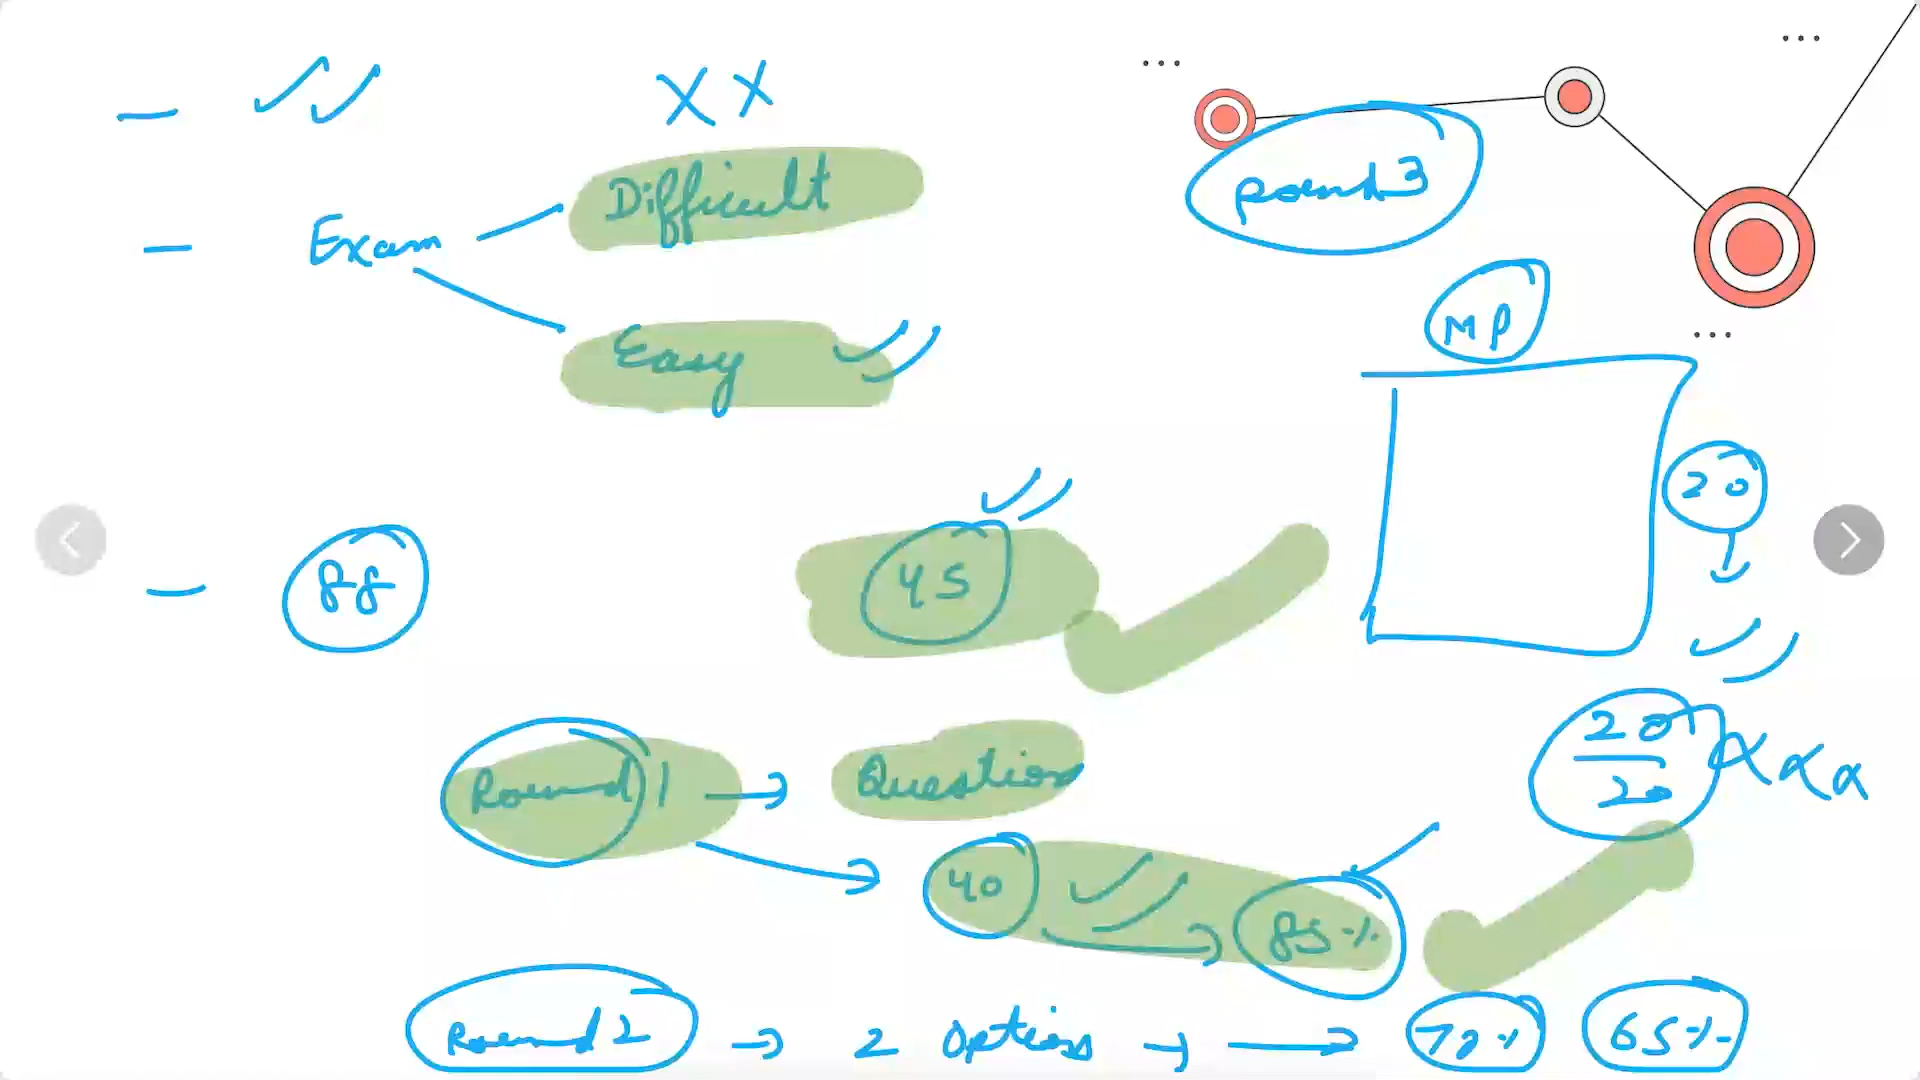 Round 3
Difficult
Exam
MP
Easy
20
88
45
20
20
Round 1 → Question
40 → 85%
Round 2 → 2 Options → → 65%